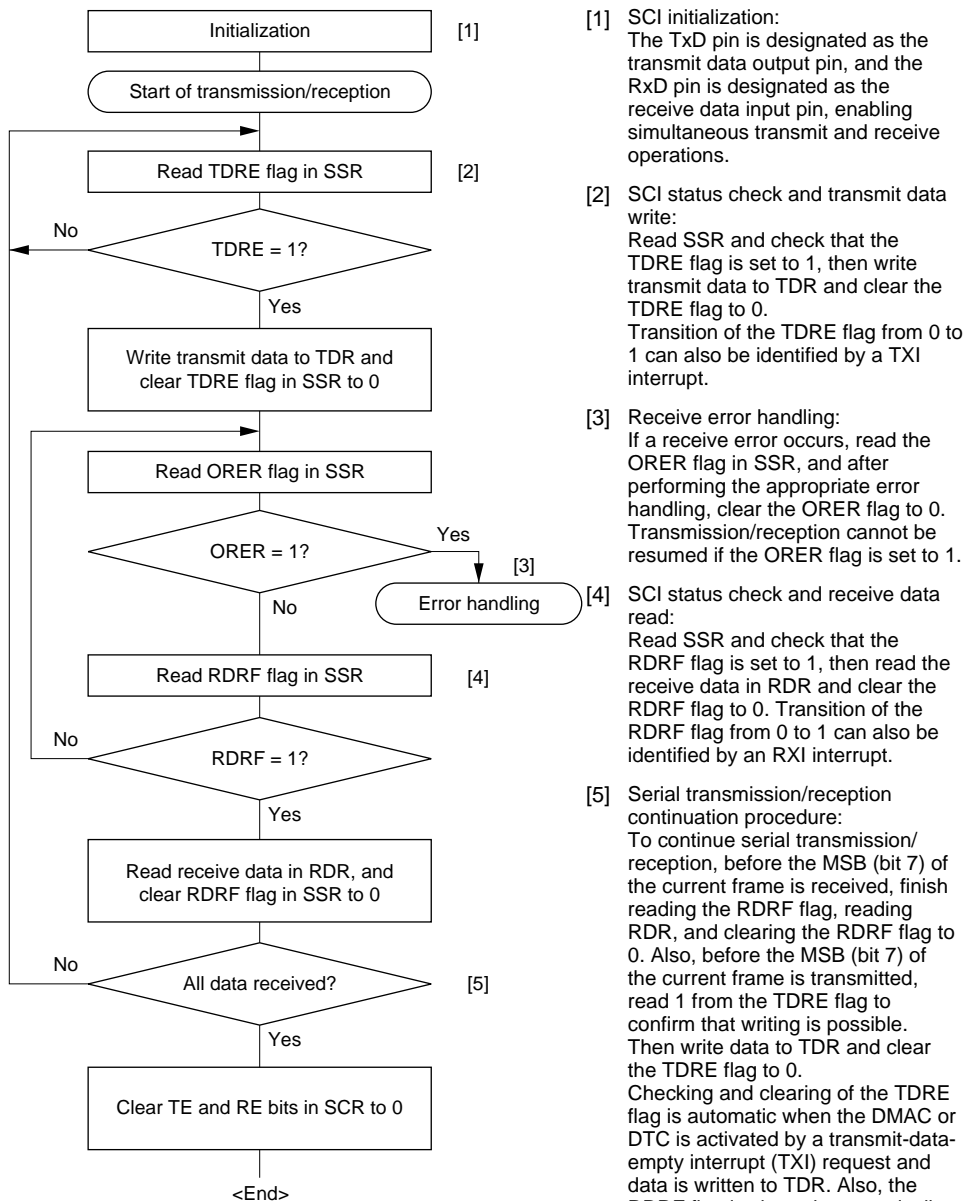 Initialization
[1]
Start of transmission/reception
Read TDRE flag in SSR
[2]
No
TDRE = 1?
Yes
Write transmit data to TDR and
clear TDRE flag in SSR to 0
Read ORER flag in SSR
ORER = 1?
Yes
[3]
No
Error handling
Read RDRF flag in SSR
[4]
No
RDRF = 1?
Yes
Read receive data in RDR, and
clear RDRF flag in SSR to 0
No
All data received?
[5]
Yes
Clear TE and RE bits in SCR to 0
<End>
[1] SCI initialization:
The TxD pin is designated as the
transmit data output pin, and the
RxD pin is designated as the
receive data input pin, enabling
simultaneous transmit and receive
operations.
[2] SCI status check and transmit data
write:
Read SSR and check that the
TDRE flag is set to 1, then write
transmit data to TDR and clear the
TDRE flag to 0.
Transition of the TDRE flag from 0 to
1 can also be identified by a TXI
interrupt.
[3] Receive error handling:
If a receive error occurs, read the
ORER flag in SSR, and after
performing the appropriate error
handling, clear the ORER flag to 0.
Transmission/reception cannot be
resumed if the ORER flag is set to 1.
[4] SCI status check and receive data
read:
Read SSR and check that the
RDRF flag is set to 1, then read the
receive data in RDR and clear the
RDRF flag to 0. Transition of the
RDRF flag from 0 to 1 can also be
identified by an RXI interrupt.
[5] Serial transmission/reception
continuation procedure:
To continue serial transmission/
reception, before the MSB (bit 7) of
the current frame is received, finish
reading the RDRF flag, reading
RDR, and clearing the RDRF flag to
0. Also, before the MSB (bit 7) of
the current frame is transmitted,
read 1 from the TDRE flag to
confirm that writing is possible.
Then write data to TDR and clear
the TDRE flag to 0.
Checking and clearing of the TDRE
flag is automatic when the DMAC or
DTC is activated by a transmit-data-
empty interrupt (TXI) request and
data is written to TDR. Also, the